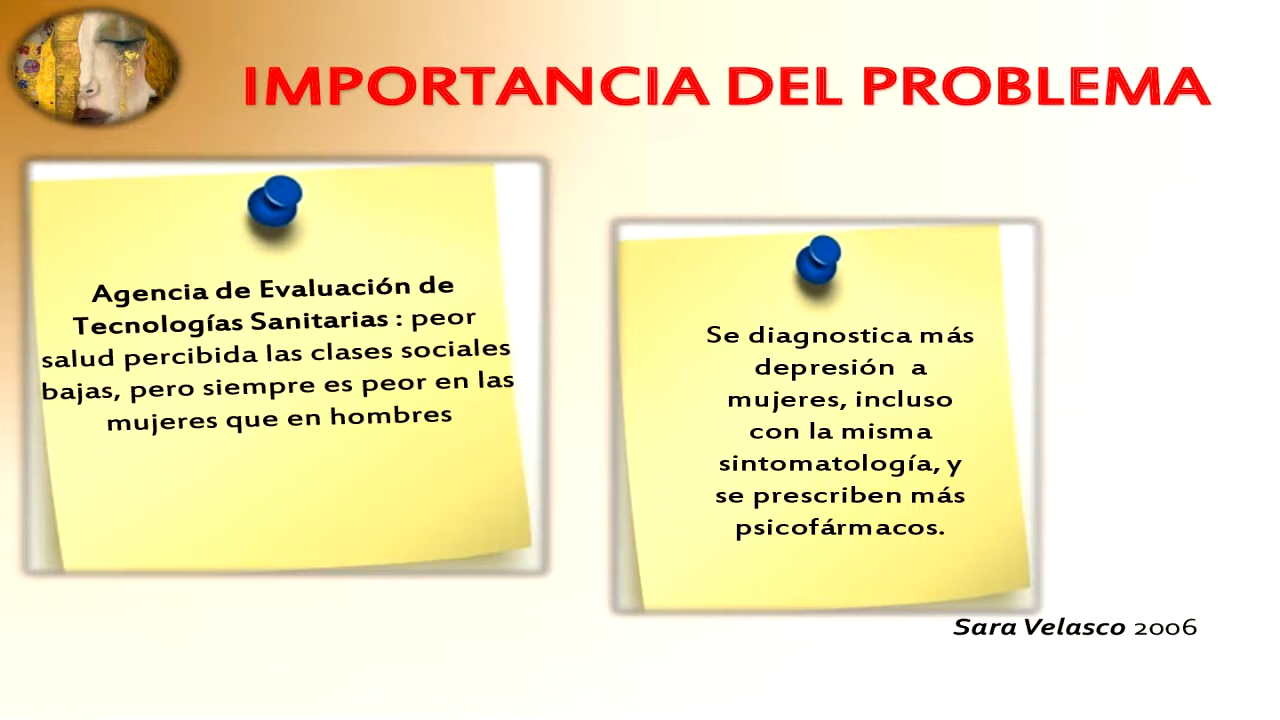 IMPORTANCIA DEL PROBLEMA
Agencia de Evaluación de
Tecnologías Sanitarias : peor
salud percibida las clases sociales
bajas, pero siempre es peor en las
mujeres que en hombres
Se diagnostica más
depresión a
mujeres, incluso
con la misma
sintomatología, y
se prescriben más
psicofármacos.
Sara Velasco 2006